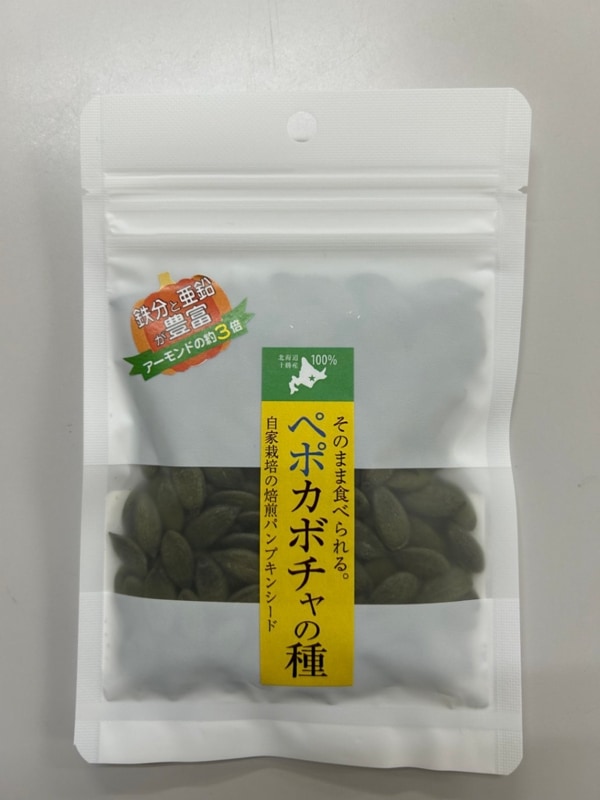 鉄分と亜鉛
が豊富
アーモンドの約3倍
北海道
十勝産
100%
そのまま食べられる。
ペポカボチャの種
自家栽培の焙煎パンプキンシード